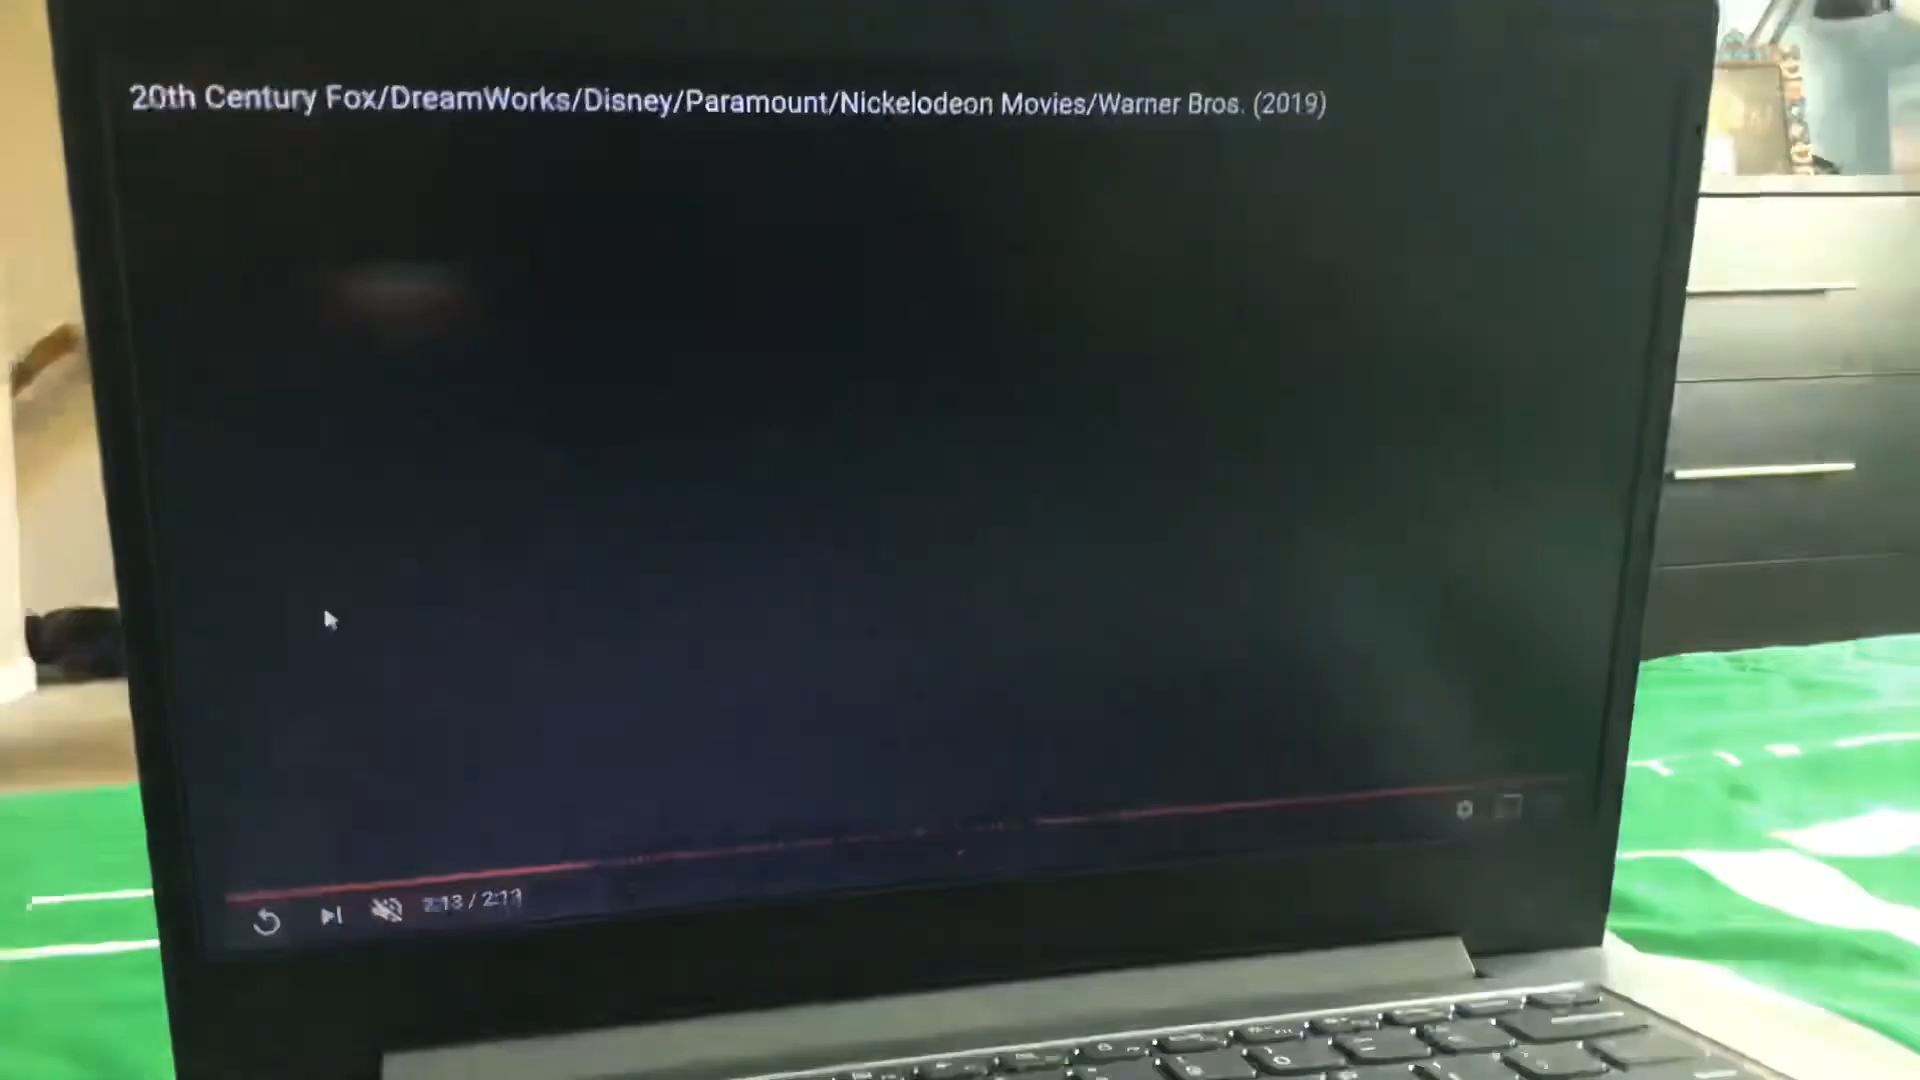 20th Century Fox/DreamWorks/Disney/Paramount/Nickelodeon Movies/Warner Bros. (2019)
2:13 / 2:13